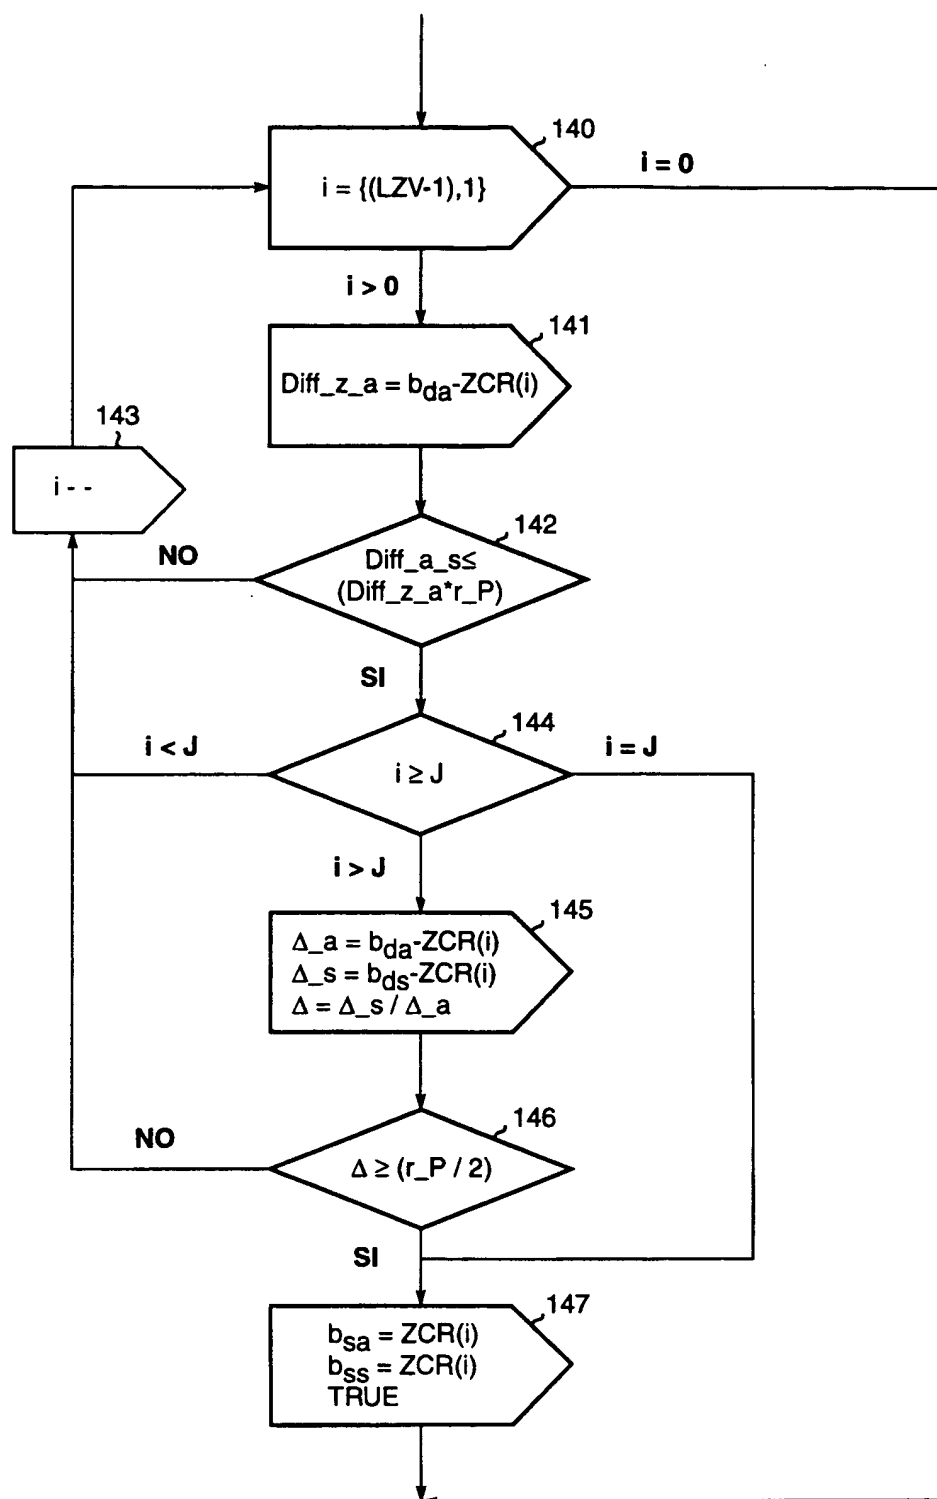 140
i = 0
i = {(LZV-1),1}
i > 0
141
Diff_z_a = bda-ZCR(i)
143
i - -
142
NO
Diff_a_s≤
(Diff_z_a*r_P)
SI
144
i < J
i = J
i ≥ J
i > J
145
Δ_a = bda-ZCR(i)
Δ_s = bds-ZCR(i)
Δ = Δ_s / Δ_a
146
NO
Δ ≥ (r_P / 2)
SI
147
bsa = ZCR(i)
bss = ZCR(i)
TRUE